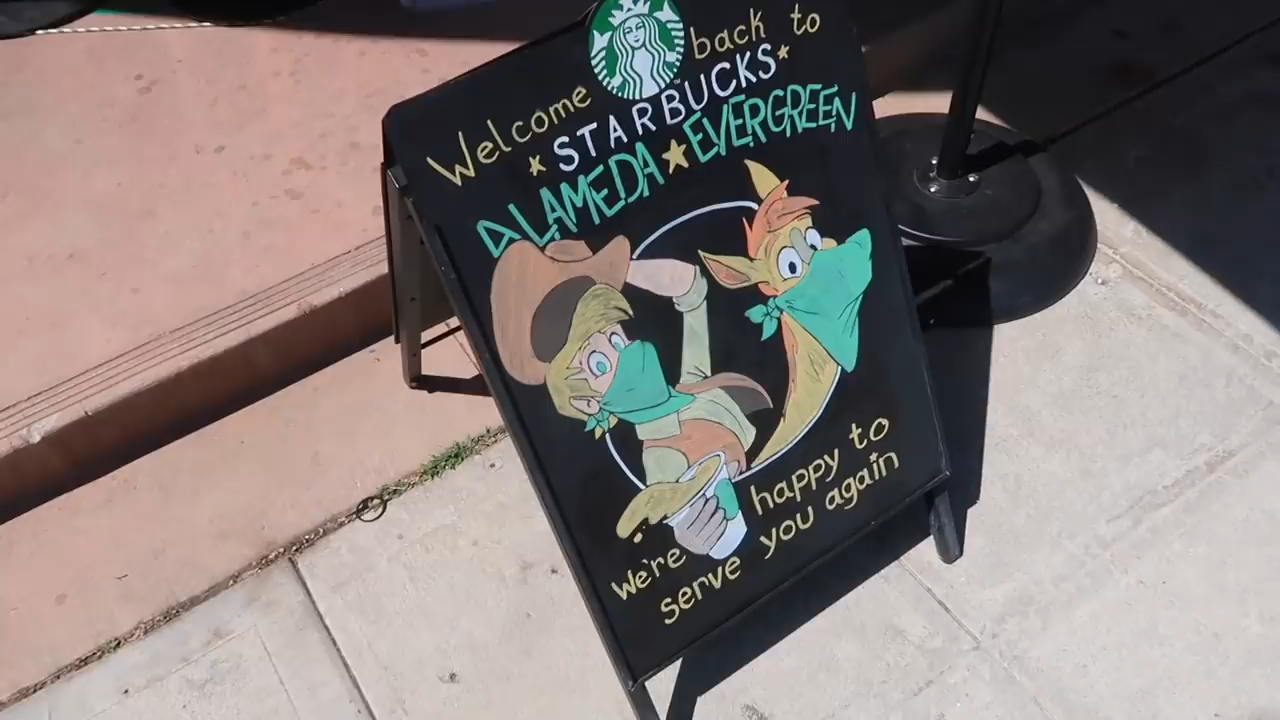 Welcome back to
★STARBUCKS★
ALAMEDA★EVERGREEN
we're happy to
serve you again